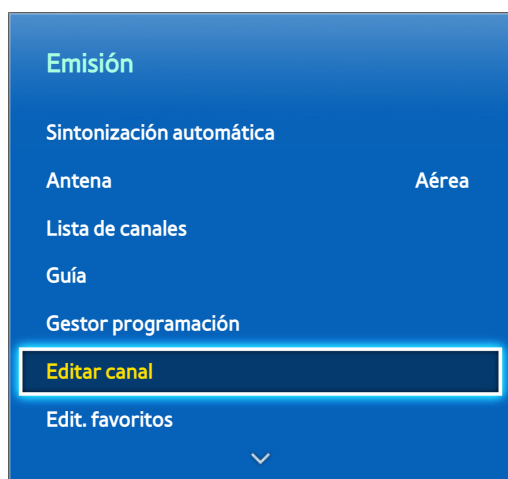 Emisión
Sintonización automática
Antena Aérea
Lista de canales
Guía
Gestor programación
Editar canal
Edit. favoritos